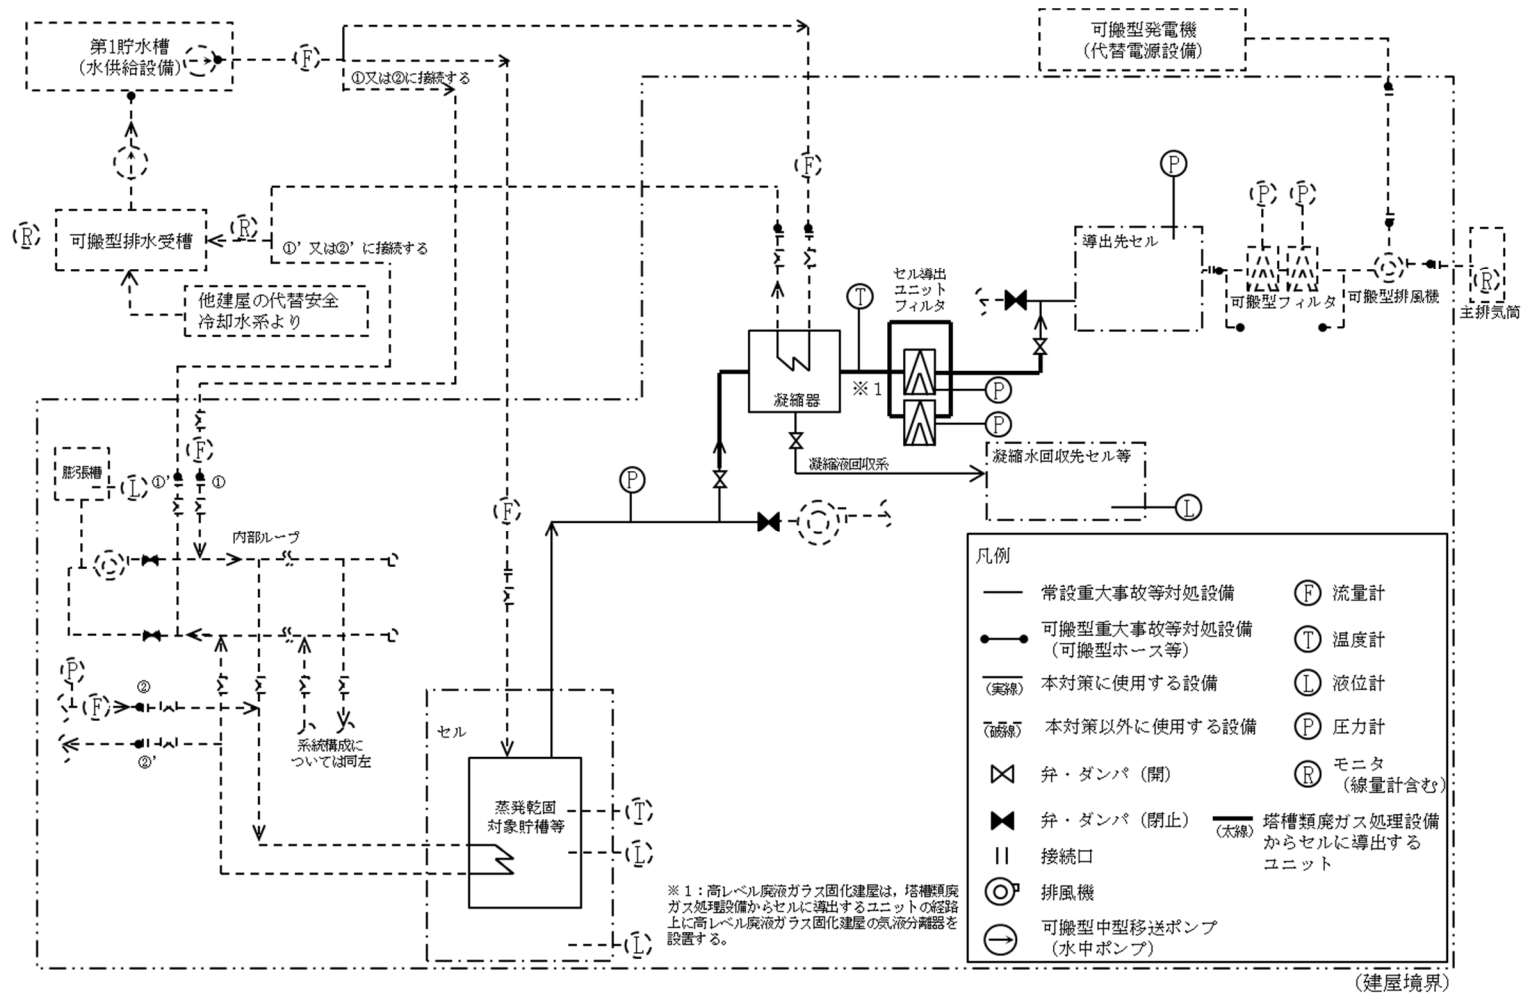 第1貯水槽
(水供給設備)
F
可搬型発電機
(代替電源設備)
①又は②に接続する
F
P
R
可搬型排水受槽
R
①’又は②’に接続する
導出先セル
P
P
可搬型フィルタ
可搬型排風機
R
主排気筒
他建屋の代替安全
冷却水系より
セル導出
ユニット
フィルタ
T
凝縮器
※1
P
P
凝縮液回収系
凝縮水回収先セル等
L
膨張槽
L
F
①’
①
P
F
内部ループ
P
F
②
②’
系統構成に
ついては同左
セル
蒸発乾固
対象貯槽等
T
L
L
凡例
常設重大事故等対処設備
可搬型重大事故等対処設備
(可搬型ホース等)
(実線)
本対策に使用する設備
(破線)
本対策以外に使用する設備
弁・ダンパ(開)
弁・ダンパ(閉止)
接続口
排風機
可搬型中型移送ポンプ
(水中ポンプ)
F 流量計
T 温度計
L 液位計
P 圧力計
R モニタ
(線量計含む)
(太線)
塔槽類廃ガス処理設備
からセルに導出する
ユニット
※1:高レベル廃液ガラス固化建屋は,塔槽類廃
ガス処理設備からセルに導出するユニットの経路
上に高レベル廃液ガラス固化建屋の気液分離器を
設置する。
(建屋境界)